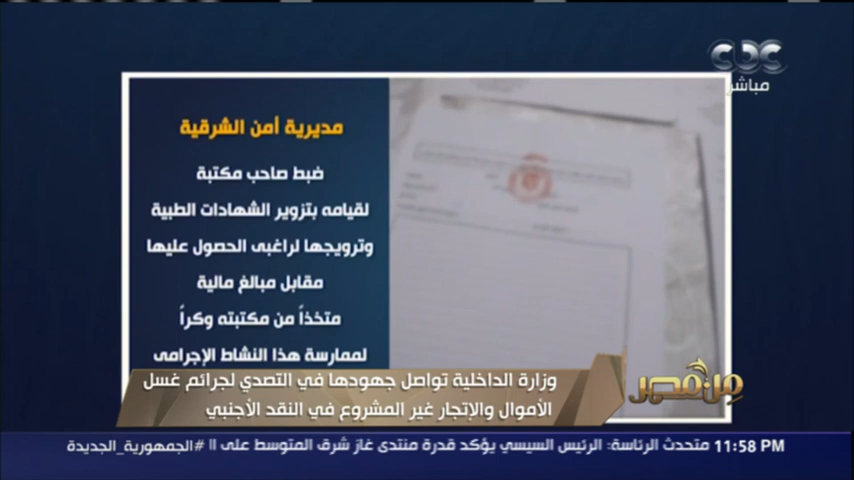 cbc
مباشر
مديرية أمن الشرقية
ضبط صاحب مكتبة
لقيامه بتزوير الشهادات الطبية
وترويجها لراغبى الحصول عليها
مقابل مبالغ مالية
متخذاً من مكتبته وكراً
لممارسة هذا النشاط الإجرامى
وزارة الداخلية تواصل جهودها في التصدي لجرائم غسل
الأموال والإتجار غير المشروع في النقد الأجنبي
من مصر
11:58 PM متحدث الرئاسة: الرئيس السيسي يؤكد قدرة منتدى غاز شرق المتوسط على ال #الجمهورية_الجديدة